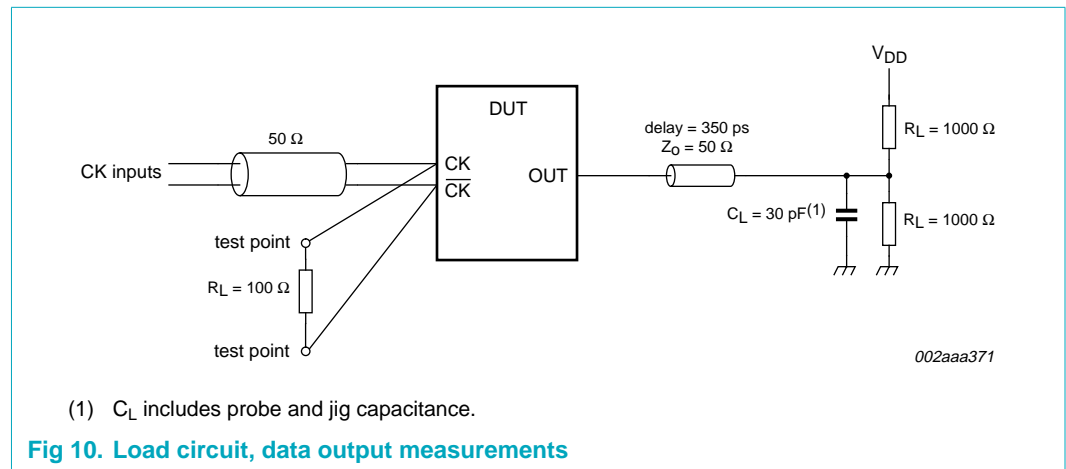 V_DD
DUT
50 Ω
delay = 350 ps
Z_o = 50 Ω
R_L = 1000 Ω
CK inputs
CK
C̅K̅
OUT
C_L = 30 pF(1)
R_L = 1000 Ω
test point
R_L = 100 Ω
test point
002aaa371
(1) C_L includes probe and jig capacitance.
Fig 10. Load circuit, data output measurements